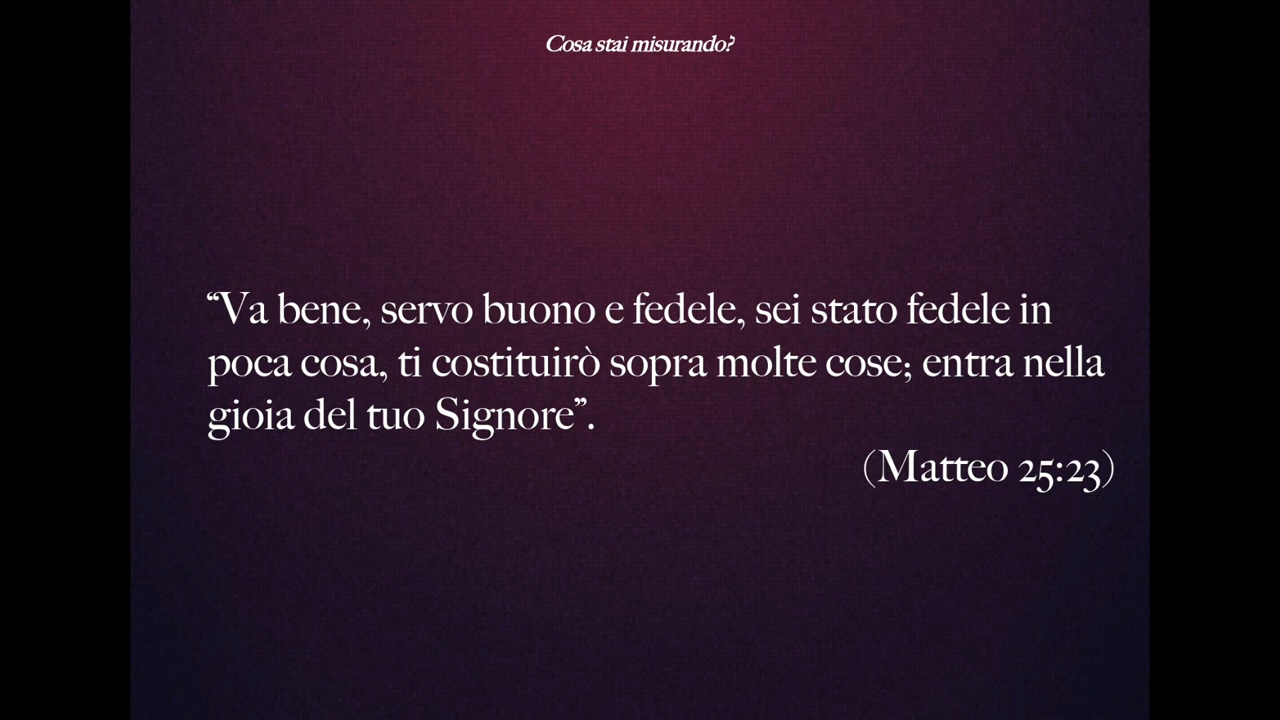 Cosa stai misurando?
“Va bene, servo buono e fedele, sei stato fedele in
poca cosa, ti costituirò sopra molte cose; entra nella
gioia del tuo Signore”.
(Matteo 25:23)